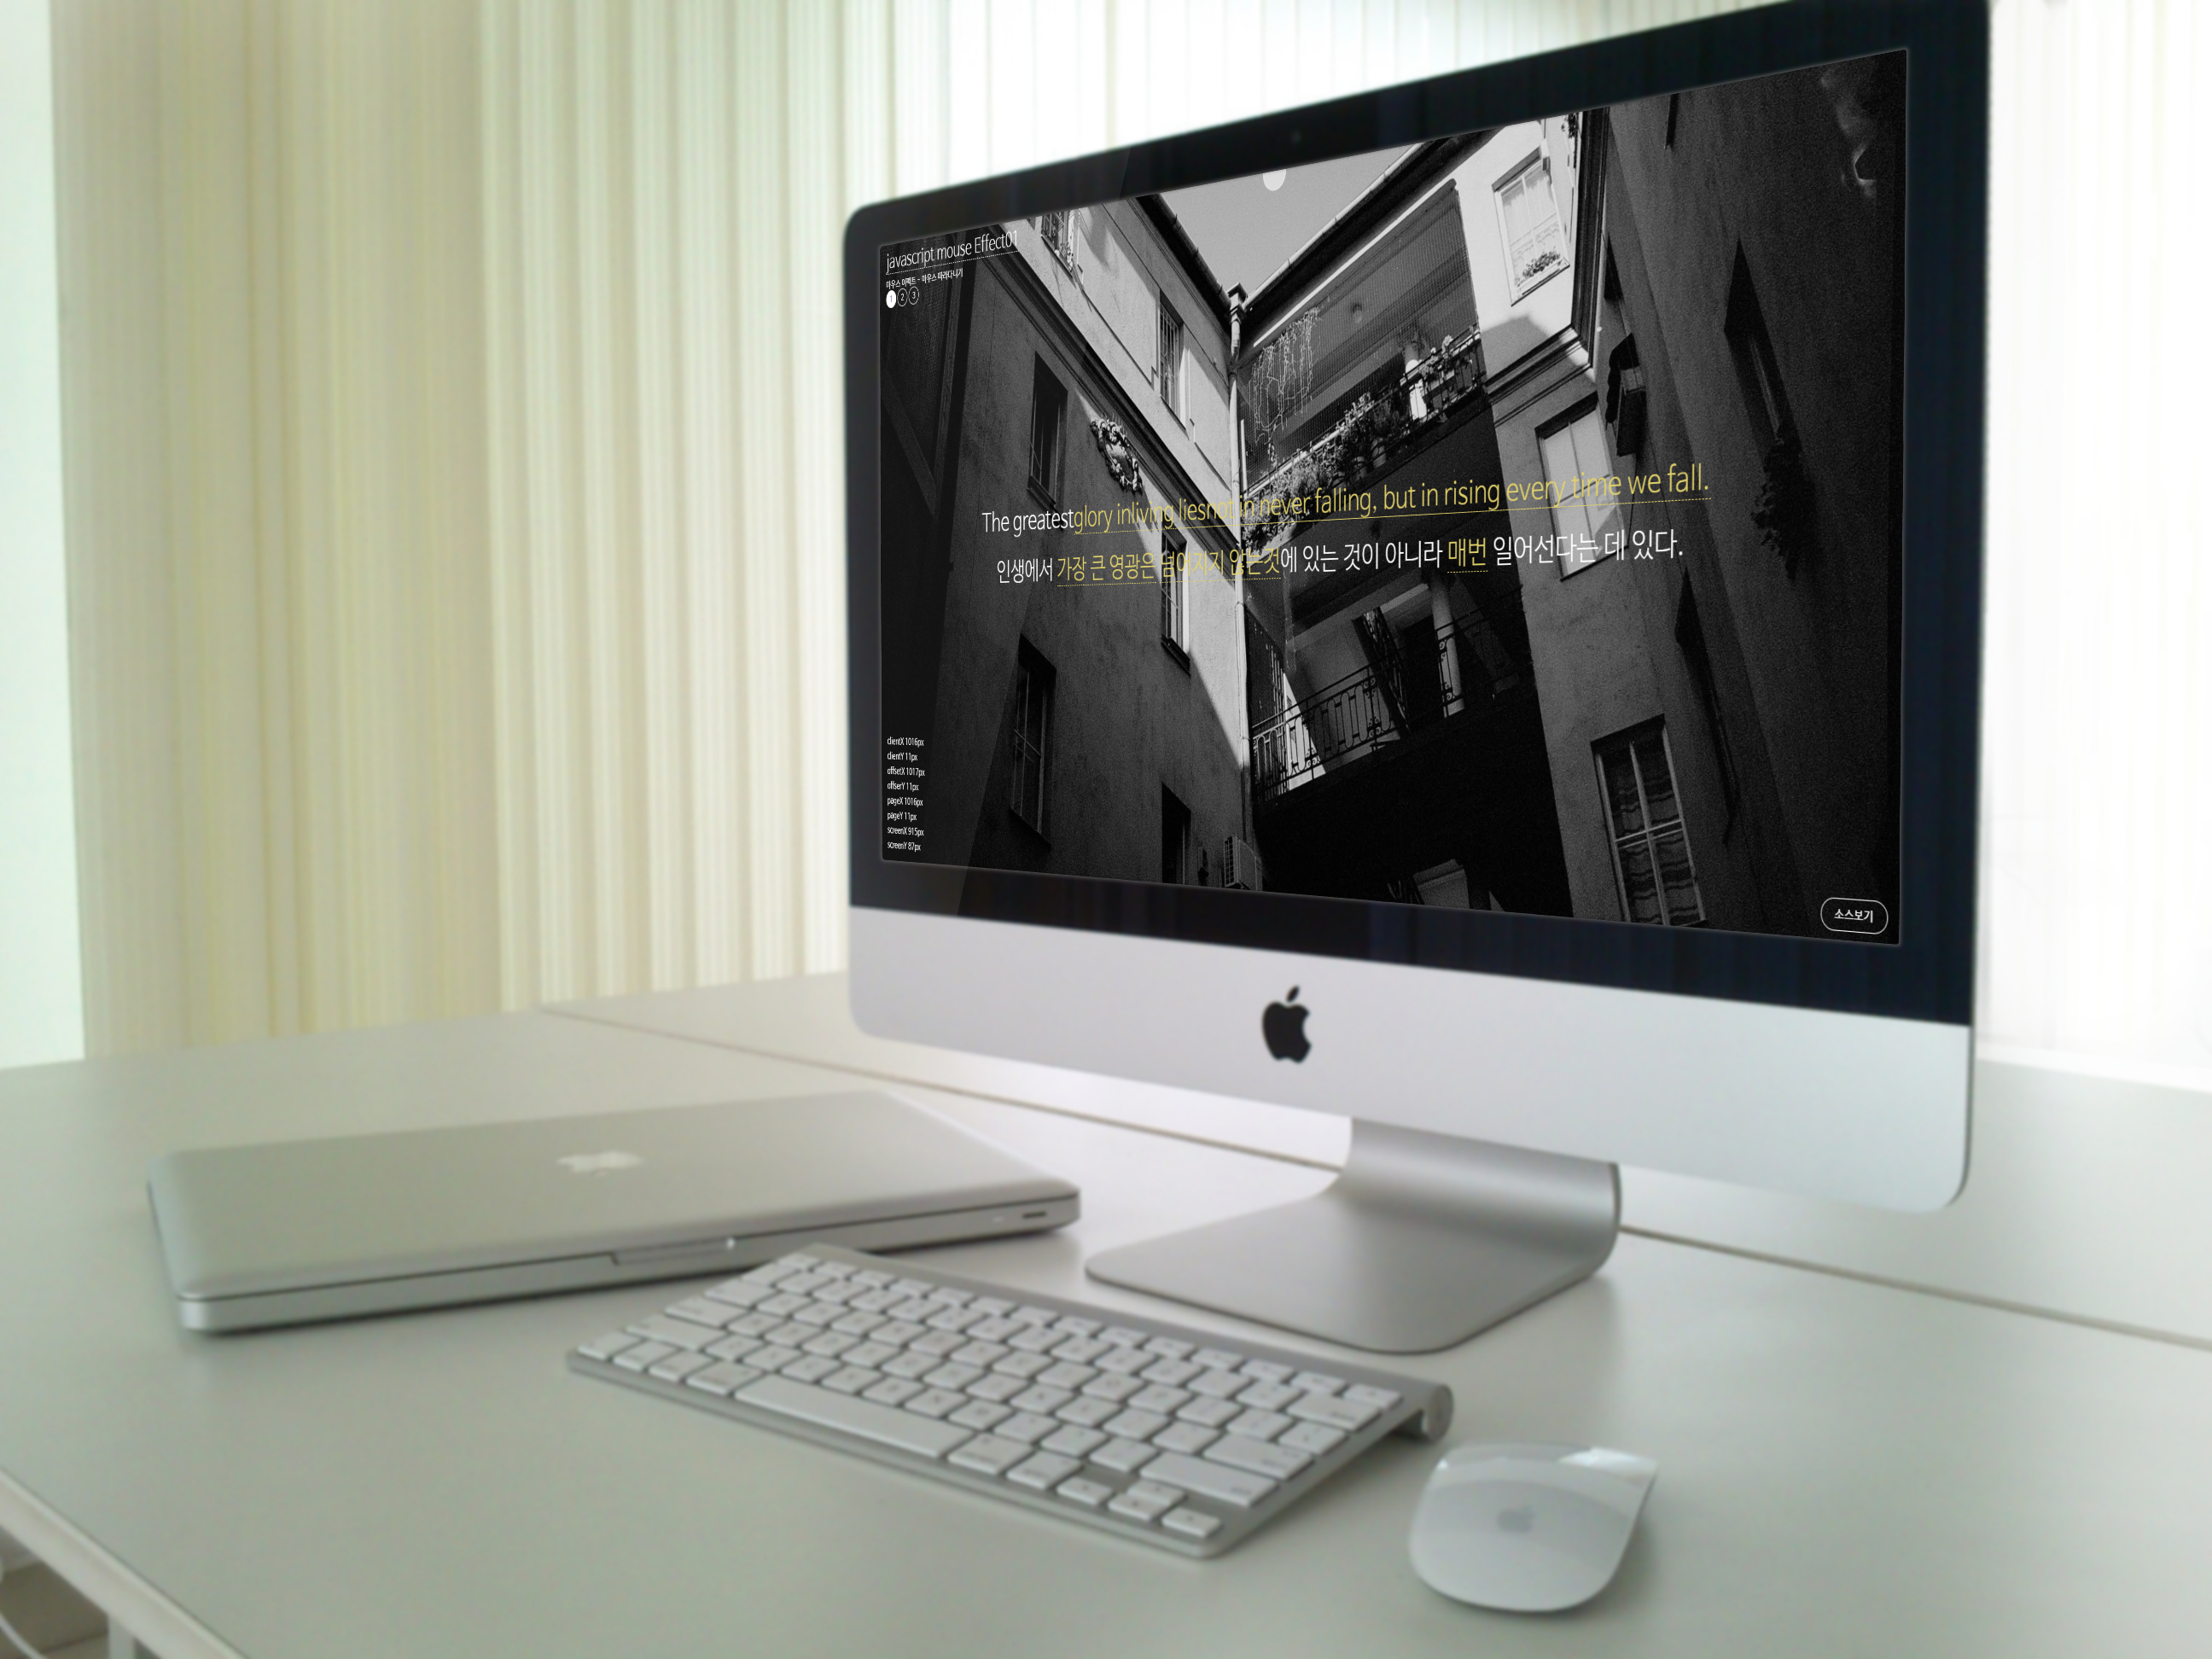 javascript mouse Effect01
마우스 이펙트 - 마우스 따라다니기
1 2 3
The greatestglory inliving liesnot in never falling, but in rising every time we fall.
인생에서 가장 큰 영광은 넘어지지 않는것에 있는 것이 아니라 매번 일어선다는 데 있다.
clientX 1016px
clientY 11px
offsetX 1017px
offserY 11px
pageX 1016px
pageY 11px
screenX 915px
screenY 87px
소스보기